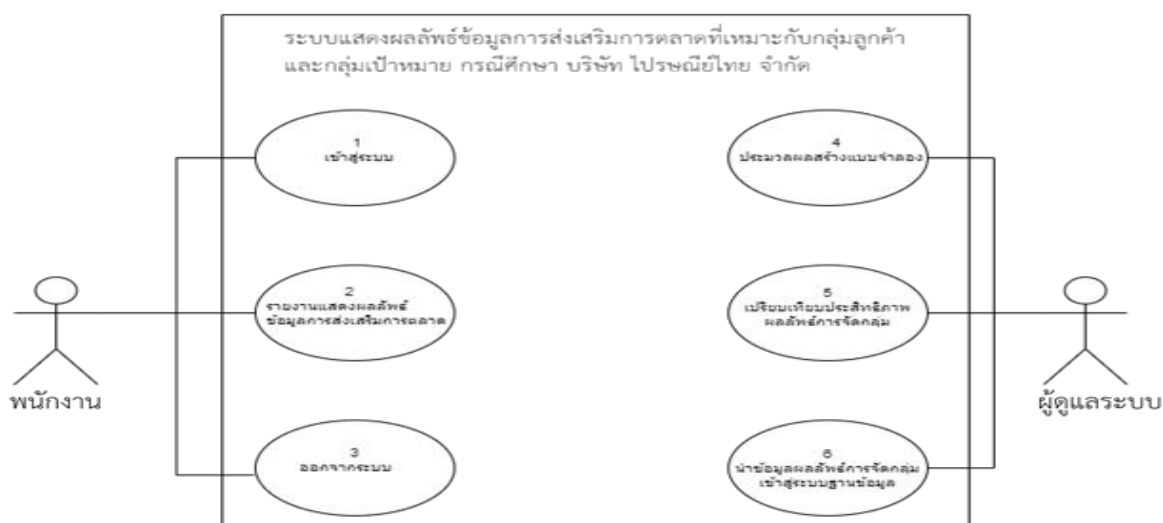 ระบบแสดงผลลัพธ์ข้อมูลการส่งเสริมการตลาดที่เหมาะกับกลุ่มลูกค้า
และกลุ่มเป้าหมาย กรณีศึกษา บริษัท ไปรษณีย์ไทย จำกัด
1
เข้าสู่ระบบ
2
รายงานแสดงผลลัพธ์
ข้อมูลการส่งเสริมการตลาด
3
ออกจากระบบ
4
ประมวลผลสร้างแบบจำลอง
5
เปรียบเทียบประสิทธิภาพ
ผลลัพธ์การจัดกลุ่ม
6
นำข้อมูลผลลัพธ์การจัดกลุ่ม
เข้าสู่ระบบฐานข้อมูล
พนักงาน
ผู้ดูแลระบบ